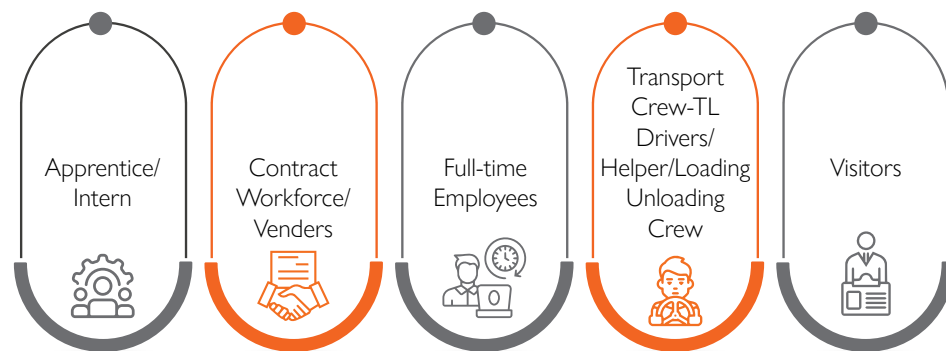 Apprentice/
Intern
Contract
Workforce/
Venders
Full-time
Employees
Transport
Crew-TL
Drivers/
Helper/Loading
Unloading
Crew
Visitors